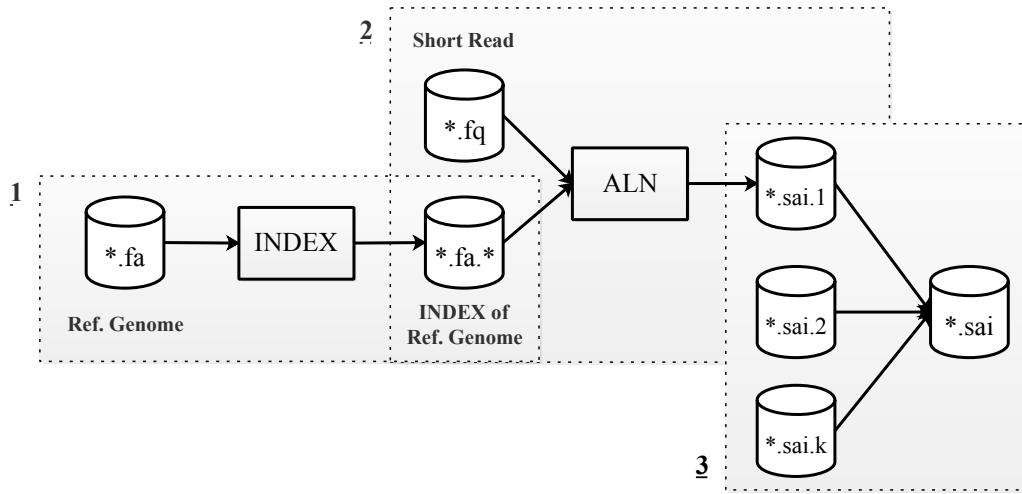 2
Short Read
*.fq
ALN
*.sai.1
1
*.fa
INDEX
*.fa.*
Ref. Genome
INDEX of
Ref. Genome
*.sai.2
*.sai
*.sai.k
3